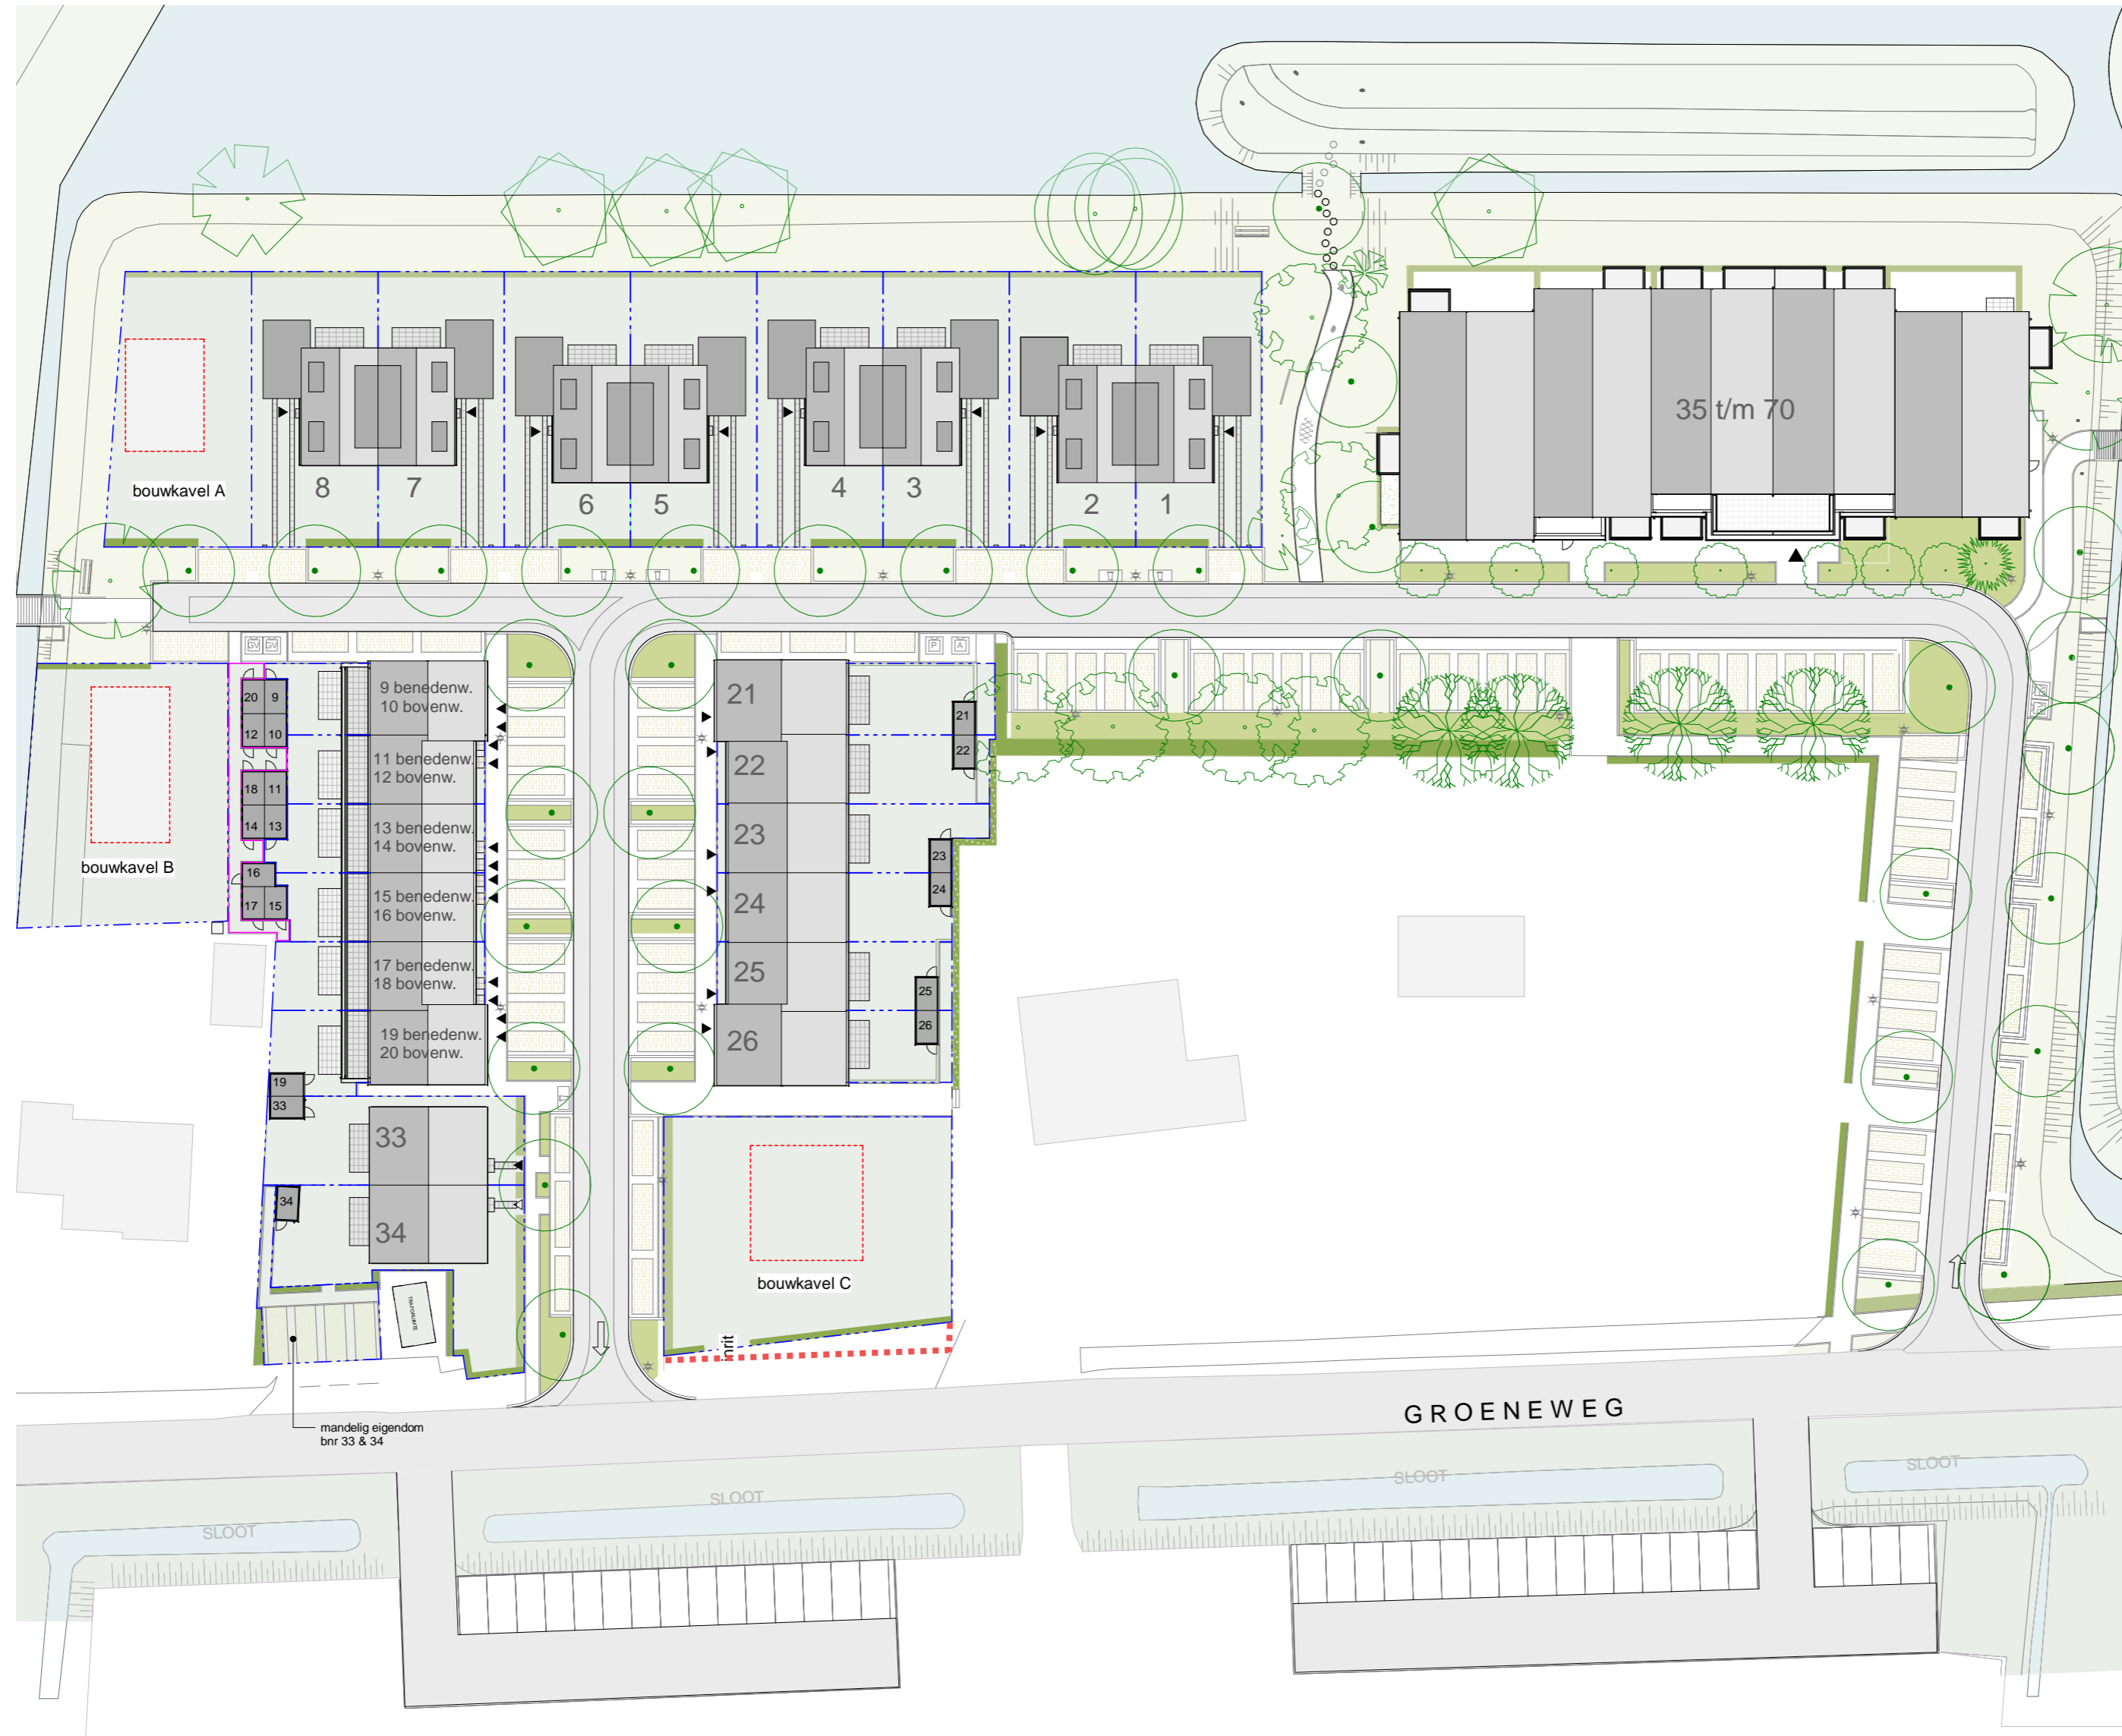 35 t/m 70
bouwkavel A
8
7
6
5
4
3
2
1
GV
GV
P
A
20
9
12
10
18
11
14
13
16
17
15
19
33
34
bouwkavel B
9 benedenw.
10 bovenw.
11 benedenw.
12 bovenw.
13 benedenw.
14 bovenw.
15 benedenw.
16 bovenw.
17 benedenw.
18 bovenw.
19 benedenw.
20 bovenw.
21
22
23
24
25
26
21
22
23
24
25
26
33
34
TRAFORUIMTE
bouwkavel C
inrit
mandelig eigendom
bnr 33 & 34
GROENEWEG
SLOOT
SLOOT
SLOOT
SLOOT